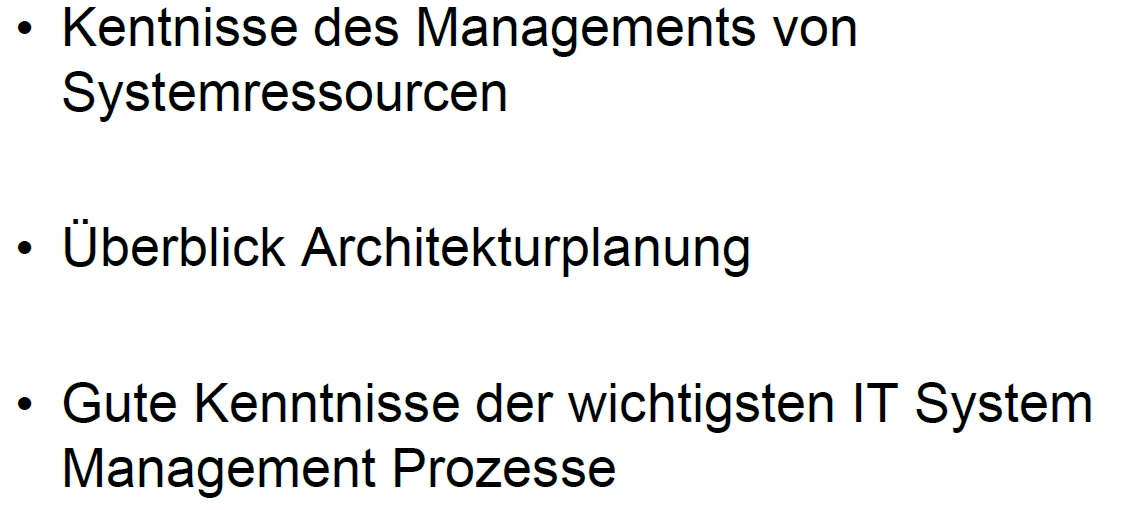 • Kentnisse des Managements von
Systemressourcen
• Überblick Architekturplanung
• Gute Kenntnisse der wichtigsten IT System
Management Prozesse